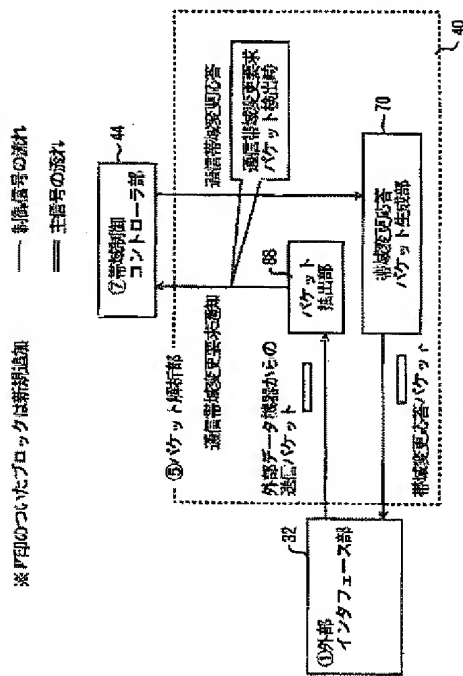 ※F印のついたブロックは新規追加
制御信号の流れ
主信号の流れ
44
⑦帯域制御
コントローラ部
通信帯域変更応答
通信帯域変更要求
パケット検出時
⑤パケット解析部
通信帯域変更要求通知
68
パケット
抽出部
外部データ機器からの
送信パケット
32
①外部
インタフェース部
70
帯域変更応答
パケット生成部
帯域変更応答パケット
40